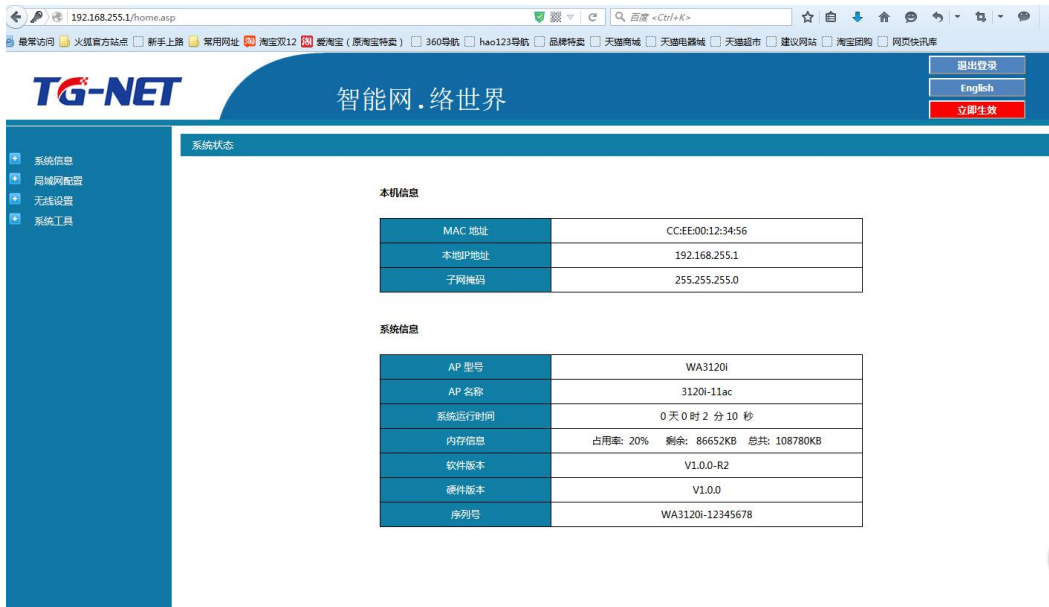 192.168.255.1/home.asp
百度 <Ctrl+K>
最常访问 火狐官方站点 新手上路 常用网址 淘宝双12 爱淘宝（原淘宝特卖） 360导航 hao123导航 品牌特卖 天猫商城 天猫电器城 天猫超市 建议网站 淘宝团购 网页快讯库
TG-NET
智能网.络世界
退出登录
English
立即生效
系统状态
系统信息
局域网配置
无线设置
系统工具
本机信息
MAC 地址 CC:EE:00:12:34:56
本地IP地址 192.168.255.1
子网掩码 255.255.255.0
系统信息
AP 型号 WA3120i
AP 名称 3120i-11ac
系统运行时间 0 天 0 时 2 分 10 秒
内存信息 占用率: 20% 剩余: 86652KB 总共: 108780KB
软件版本 V1.0.0-R2
硬件版本 V1.0.0
序列号 WA3120i-12345678